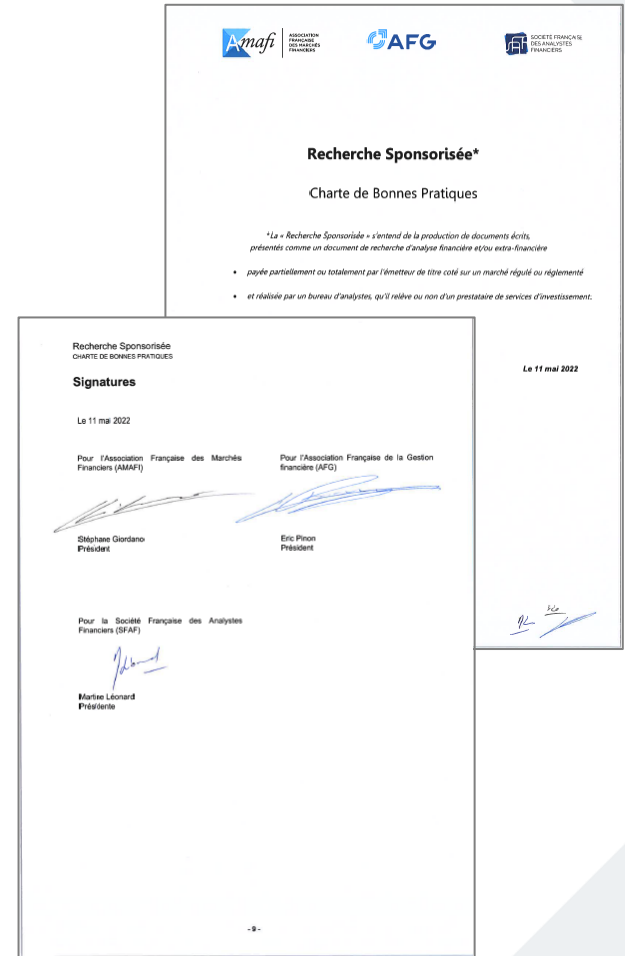 Amafi
ASSOCIATION
FRANÇAISE
DES MARCHÉS
FINANCIERS
AFG
SOCIÉTÉ FRANÇAISE
DES ANALYSTES
FINANCIERS
Recherche Sponsorisée*
Charte de Bonnes Pratiques
*La « Recherche Sponsorisée » s'entend de la production de documents écrits,
présentés comme un document de recherche d'analyse financière et/ou extra-financière
• payée partiellement ou totalement par l'émetteur de titre coté sur un marché régulé ou réglementé
• et réalisée par un bureau d'analystes, qu'il relève ou non d'un prestataire de services d'investissement.
Le 11 mai 2022
Recherche Sponsorisée
CHARTE DE BONNES PRATIQUES
Signatures
Le 11 mai 2022
Pour l'Association Française des Marchés
Financiers (AMAFI)
Stéphane Giordano
Président
Pour l'Association Française de la Gestion
financière (AFG)
Eric Pinon
Président
Pour la Société Française des Analystes
Financiers (SFAF)
Martine Léonard
Présidente
- 9 -